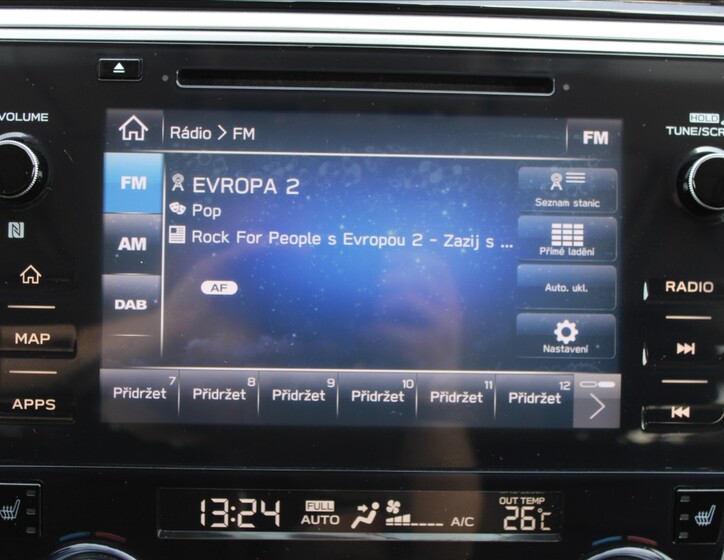 VOLUME
HOLD
TUNE/SCR
Rádio > FM
FM
FM
EVROPA 2
Seznam stanic
Pop
AM
Rock For People s Evropou 2 - Zazij s ...
Přímé ladění
AF
Auto. ukl.
RADIO
DAB
MAP
Nastavení
7 Přidržet
8 Přidržet
9 Přidržet
10 Přidržet
11 Přidržet
12 Přidržet
APPS
13:24
FULL
AUTO
A/C
OUT TEMP
26°C